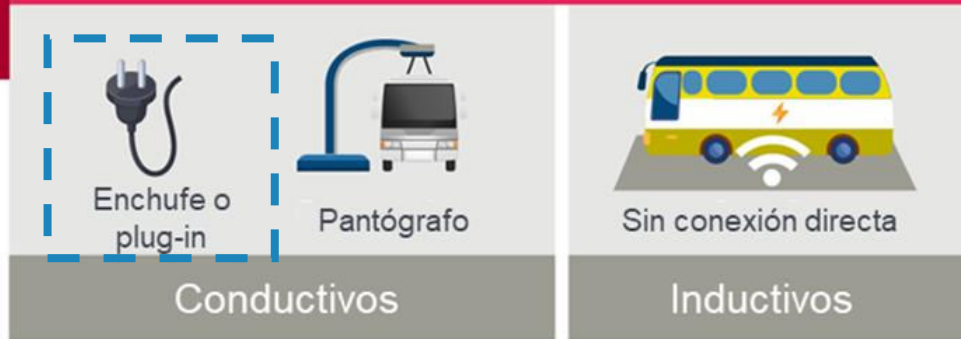 Enchufe o
plug-in
Pantógrafo
Sin conexión directa
Conductivos
Inductivos